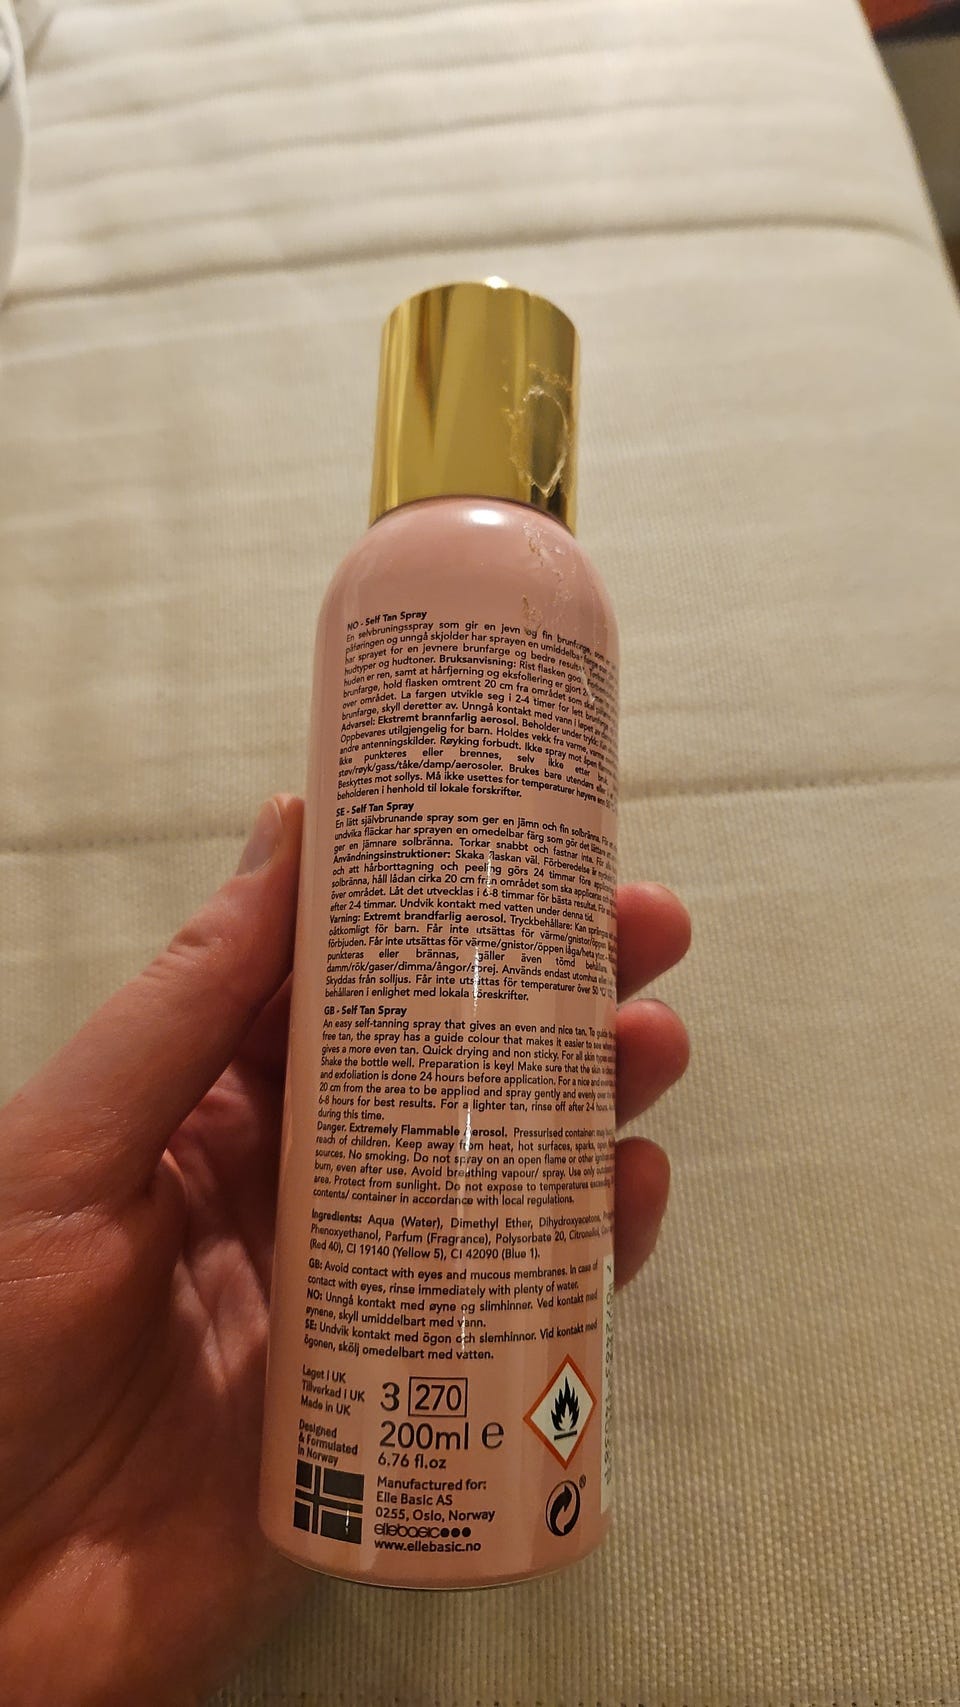 NO - Self Tan Spray
En selvbruningsspray som gir en jevn og fin brunfarge, som
påføringen og unngå skjolder har sprayen en umiddelbar farge
har sprayet for en jevnere brunfarge og bedre
hudtyper og hudtoner. Bruksanvisning: Rist flasken
huden er ren, samt at hårfjerning og eksfoliering er gjort
brunfarge, hold flasken omtrent 20 cm fra området som skal
over området. La fargen utvikle seg i 2-4 timer for lett
brunfarge, skyll deretter av. Unngå kontakt med vann i løpet av
Advarsel: Ekstremt brannfarlig aerosol. Beholder under trykk:
Oppbevares utilgjengelig for barn. Holdes vekk fra varme, varme
andre antenningskilder. Røyking forbudt. Ikke spray mot åpen
ikke punkteres eller brennes, selv ikke etter bruk.
støv/røyk/gass/tåke/damp/aerosoler. Brukes bare utendørs eller
Beskyttes mot sollys. Må ikke usettes for temperaturer høyere enn 50
beholderen i henhold til lokale forskrifter.
SE - Self Tan Spray
En lätt självbrunande spray som ger en jämn och fin solbränna. För
undvika fläckar har sprayen en omedelbar färg som gör det lättare
ger en jämnare solbränna. Torkar snabbt och fastnar inte. För
Användningsinstruktioner: Skaka flaskan väl. Förberedelse är
och att hårborttagning och peeling görs 24 timmar före
solbränna, håll lådan cirka 20 cm från området som ska appliceras och
över området. Låt det utvecklas i 6-8 timmar för bästa resultat. För
efter 2-4 timmar. Undvik kontakt med vatten under denna tid.
Varning: Extremt brandfarlig aerosol. Tryckbehållare: Kan
oåtkomligt för barn. Får inte utsättas för värme/gnistor/öppen
förbjuden. Får inte utsättas för värme/gnistor/öppen låga/heta
punkteras eller brännas, gäller även tömd
damm/rök/gaser/dimma/ångor/sprej. Används endast utomhus eller
Skyddas från solljus. Får inte utsättas för temperaturer över 50 °C
behållaren i enlighet med lokala föreskrifter.
GB - Self Tan Spray
An easy self-tanning spray that gives an even and nice tan. To guide
free tan, the spray has a guide colour that makes it easier to see where
gives a more even tan. Quick drying and non sticky. For all skin types
Shake the bottle well. Preparation is key! Make sure that the skin is clean
and exfoliation is done 24 hours before application. For a nice and
20 cm from the area to be applied and spray gently and evenly over the
6-8 hours for best results. For a lighter tan, rinse off after 2-4 hours.
during this time.
Danger. Extremely Flammable Aerosol. Pressurised container: may
reach of children. Keep away from heat, hot surfaces, sparks, open
sources. No smoking. Do not spray on an open flame or other ignition
burn, even after use. Avoid breathing vapour/ spray. Use only outdoors
area. Protect from sunlight. Do not expose to temperatures exceeding
contents/ container in accordance with local regulations.
Ingredients: Aqua (Water), Dimethyl Ether, Dihydroxyacetone,
Phenoxyethanol, Parfum (Fragrance), Polysorbate 20, Citronellol,
(Red 40), CI 19140 (Yellow 5), CI 42090 (Blue 1).
GB: Avoid contact with eyes and mucous membranes. In case of
contact with eyes, rinse immediately with plenty of water.
NO: Unngå kontakt med øyne og slimhinner. Ved kontakt med
øynene, skyll umiddelbart med vann.
SE: Undvik kontakt med ögon och slemhinnor. Vid kontakt med
ögonen, skölj omedelbart med vatten.
Laget i UK
Tillverkad i UK
Made in UK
3 270
200ml e
6.76 fl.oz
Designed
& Formulated
in Norway
Manufactured for:
Elle Basic AS
0255, Oslo, Norway
ellebasic
www.ellebasic.no